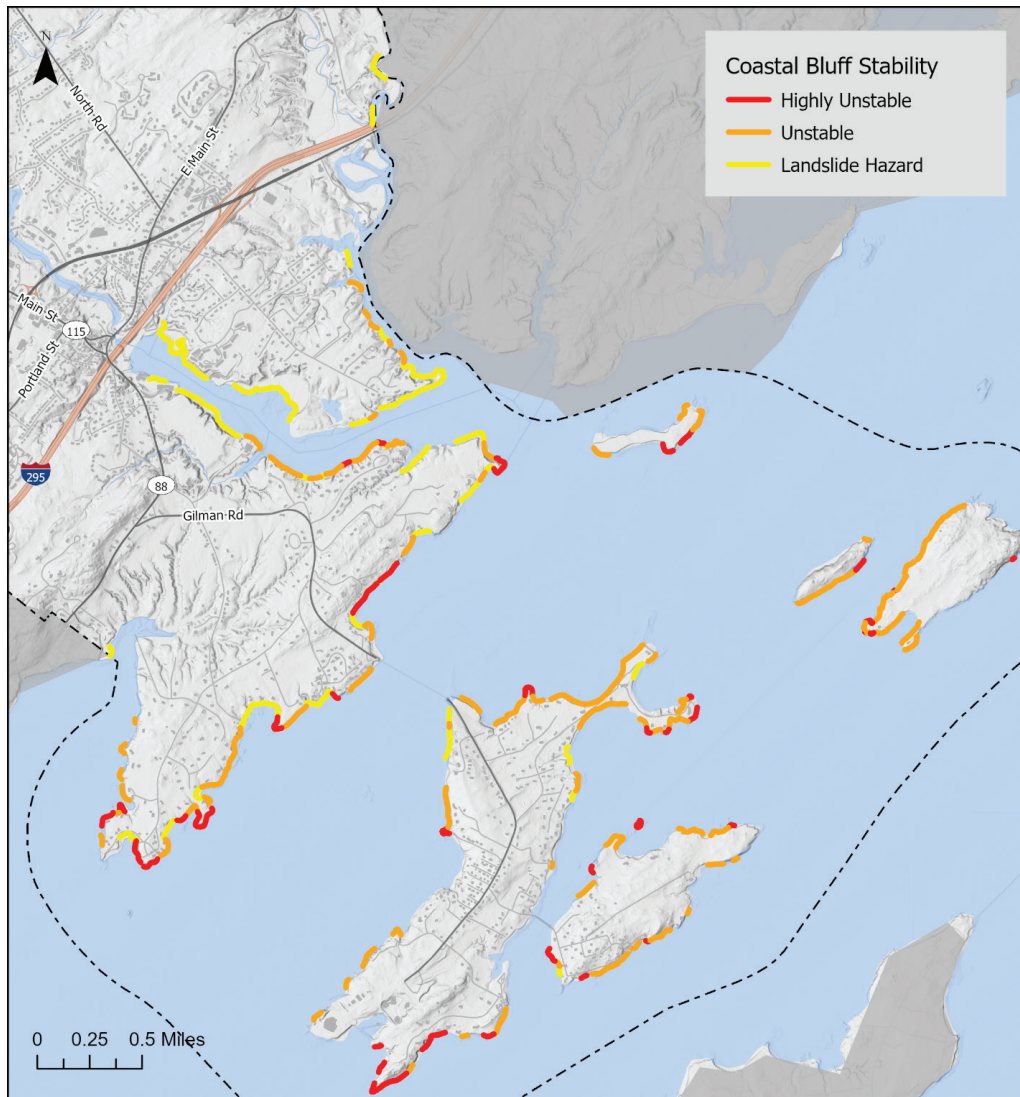 N
Coastal Bluff Stability
Highly Unstable
Unstable
Landslide Hazard
North Rd
E Main St
Main St
115
Portland St
295
88
Gilman Rd
0 0.25 0.5 Miles